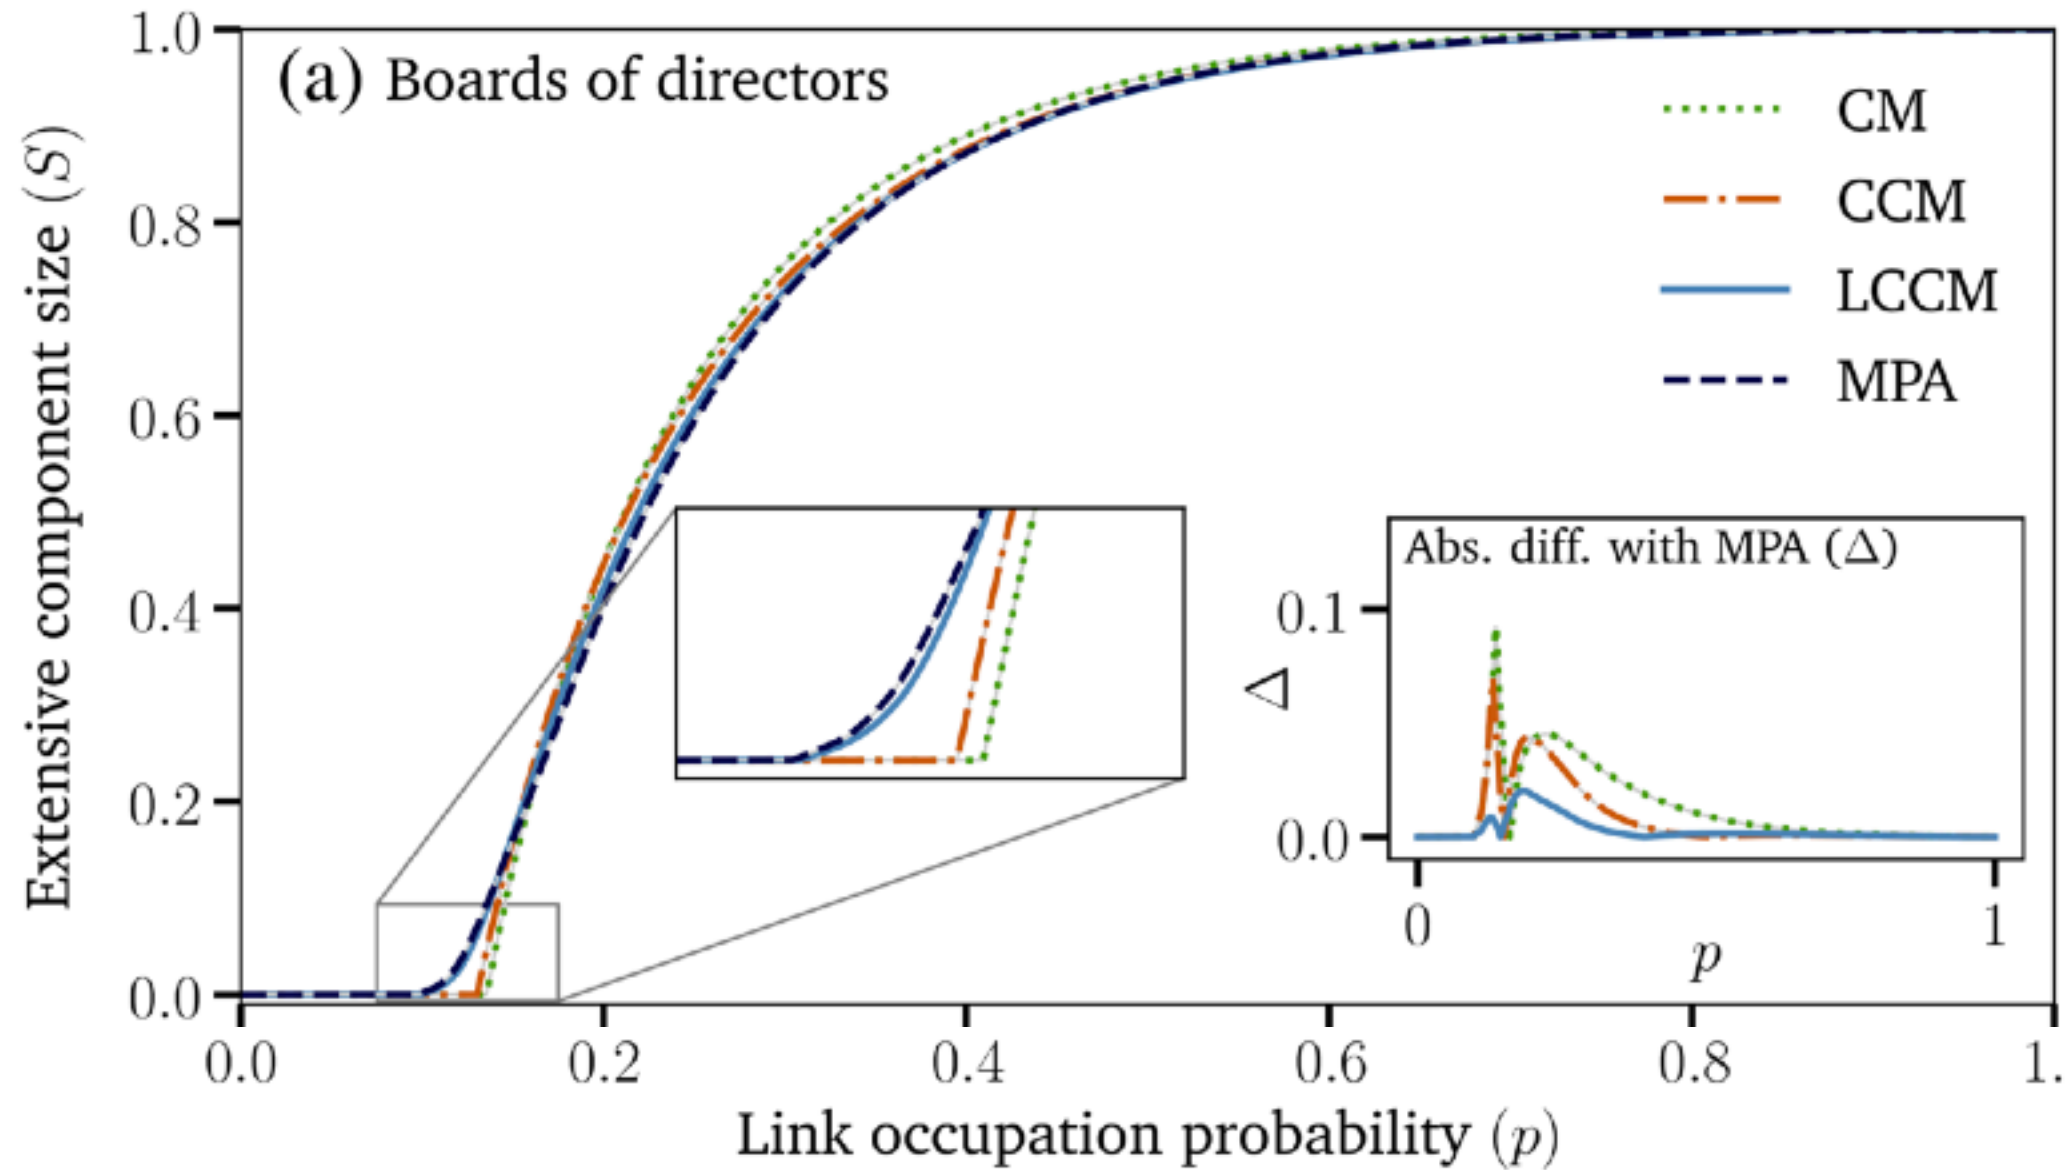 (a) Boards of directors
Extensive component size (S)
1.0
0.8
0.6
0.4
0.2
0.0
CM
CCM
LCCM
MPA
Abs. diff. with MPA (Δ)
Δ
0.1
0.0
0
1
p
0.0
0.2
0.4
0.6
0.8
1.
Link occupation probability (p)